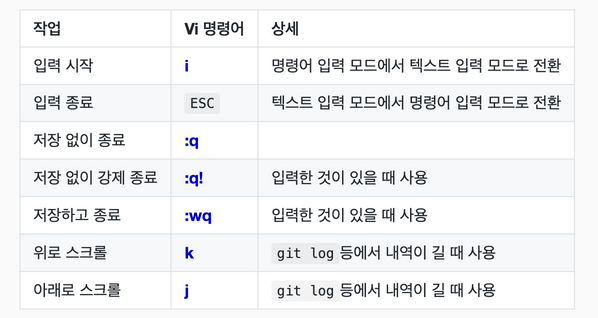 작업 Vi 명령어 상세
입력 시작 i 명령어 입력 모드에서 텍스트 입력 모드로 전환
입력 종료 ESC 텍스트 입력 모드에서 명령어 입력 모드로 전환
저장 없이 종료 :q
저장 없이 강제 종료 :q! 입력한 것이 있을 때 사용
저장하고 종료 :wq 입력한 것이 있을 때 사용
위로 스크롤 k git log 등에서 내역이 길 때 사용
아래로 스크롤 j git log 등에서 내역이 길 때 사용